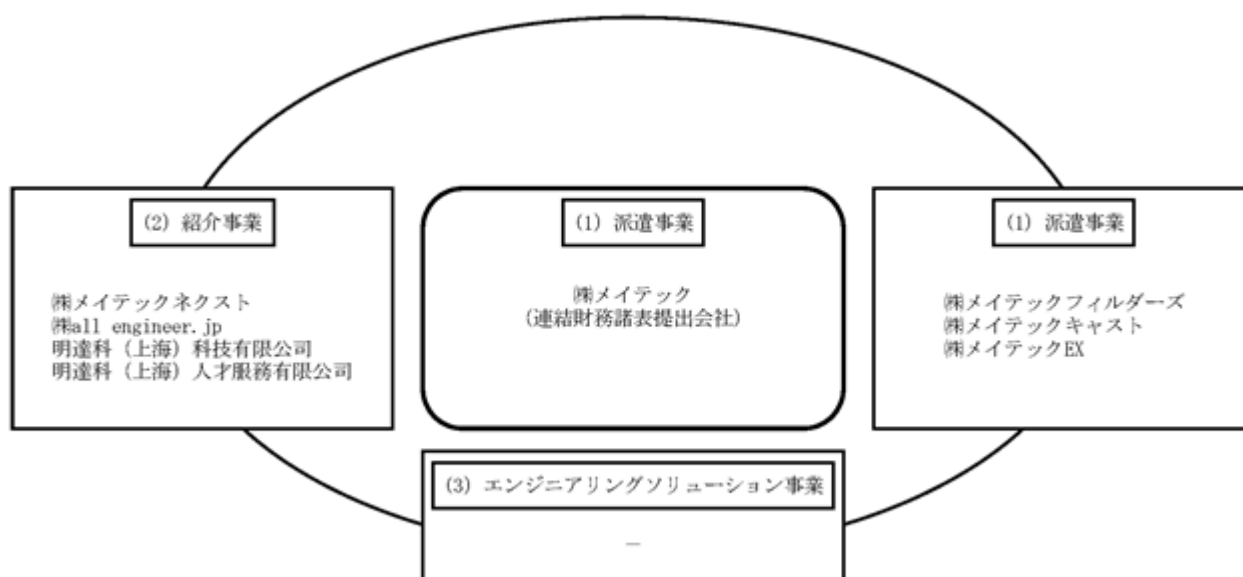 (2) 紹介事業
㈱メイテックネクスト
㈱all engineer.jp
明達科（上海）科技有限公司
明達科（上海）人才服務有限公司
(1) 派遣事業
㈱メイテック
(連結財務諸表提出会社)
(1) 派遣事業
㈱メイテックフィルダーズ
㈱メイテックキャスト
㈱メイテックEX
(3) エンジニアリングソリューション事業
－